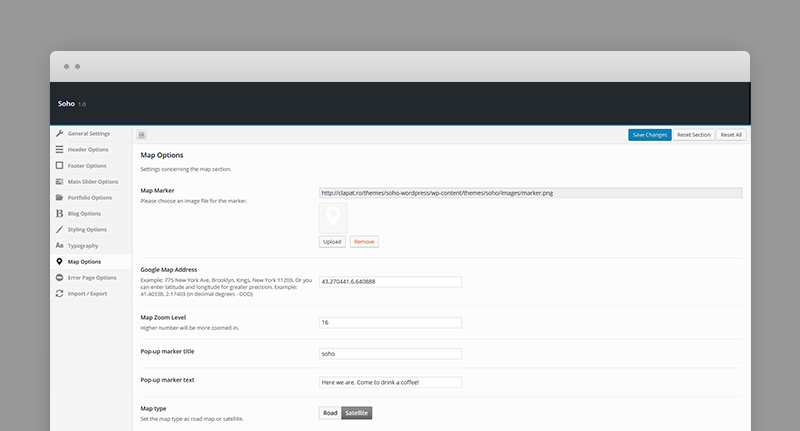 Soho 1.0
General Settings
Header Options
Footer Options
Main Slider Options
Portfolio Options
Blog Options
Styling Options
Typography
Map Options
Error Page Options
Import / Export
Save Changes Reset Section Reset All
Map Options
Settings concerning the map section.
Map Marker
Please choose an image file for the marker.
http://clapat.ro/themes/soho-wordpress/wp-content/themes/soho/images/marker.png
Upload Remove
Google Map Address
Example: 775 New York Ave, Brooklyn, Kings, New York 11203. Or you
can enter latitude and longitude for greater precision. Example:
41.40338, 2.17403 (in decimal degrees - DDD)
43.270441,6.640888
Map Zoom Level
Higher number will be more zoomed in.
16
Pop-up marker title
soho
Pop-up marker text
Here we are. Come to drink a coffee!
Map type
Set the map type as road map or satellite.
Road Satellite